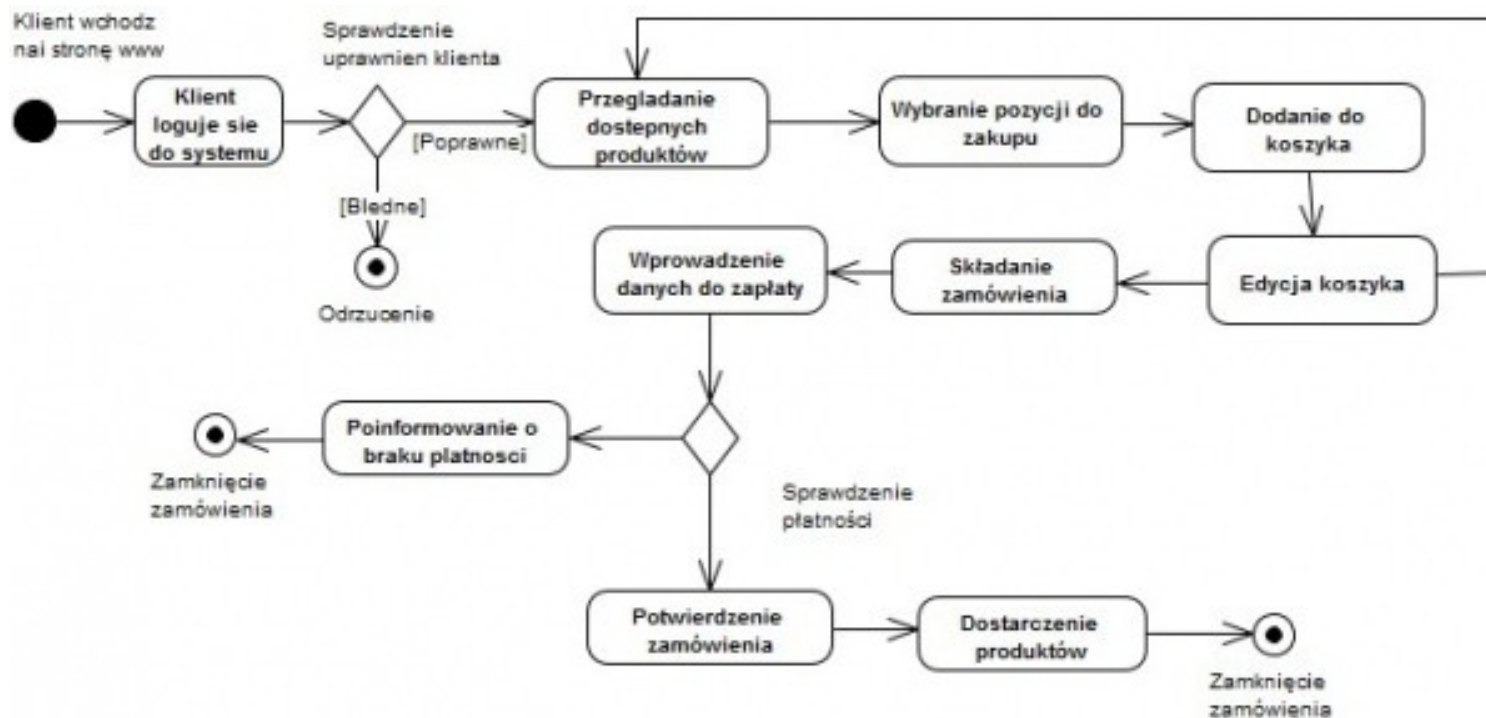 Klient wchodz
nai stronę www
Sprawdzenie
uprawnien klienta
Klient
loguje sie
do systemu
[Poprawne]
Przegladanie
dostepnych
produktów
Wybranie pozycji do
zakupu
Dodanie do
koszyka
[Bledne]
Odrzucenie
Wprowadzenie
danych do zapłaty
Składanie
zamówienia
Edycja koszyka
Poinformowanie o
braku platnosci
Zamknięcie
zamówienia
Sprawdzenie
płatności
Potwierdzenie
zamówienia
Dostarczenie
produktów
Zamknięcie
zamówienia